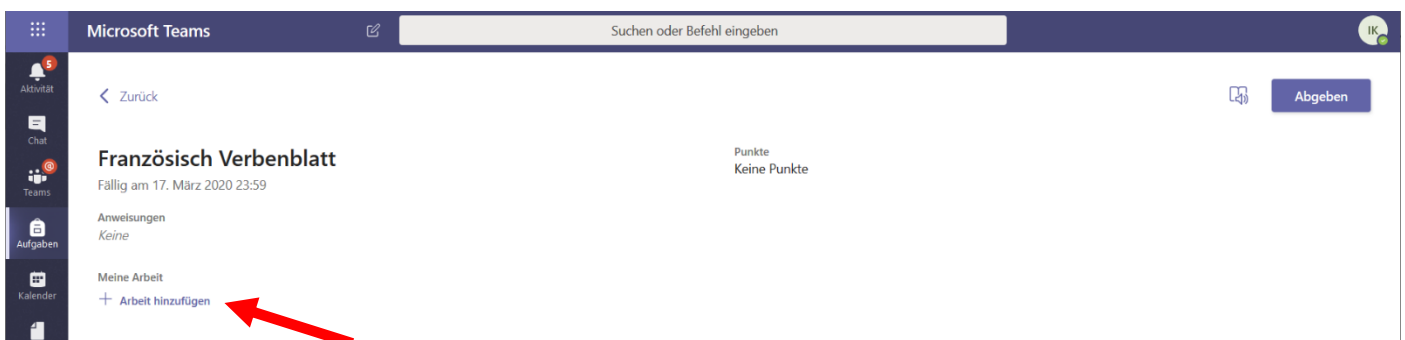 Microsoft Teams
Suchen oder Befehl eingeben
IK
5
Aktivität
Zurück
Abgeben
Chat
Französisch Verbenblatt
Punkte
Keine Punkte
@
Teams
Fällig am 17. März 2020 23:59
Anweisungen
Keine
Aufgaben
Meine Arbeit
Kalender
+ Arbeit hinzufügen